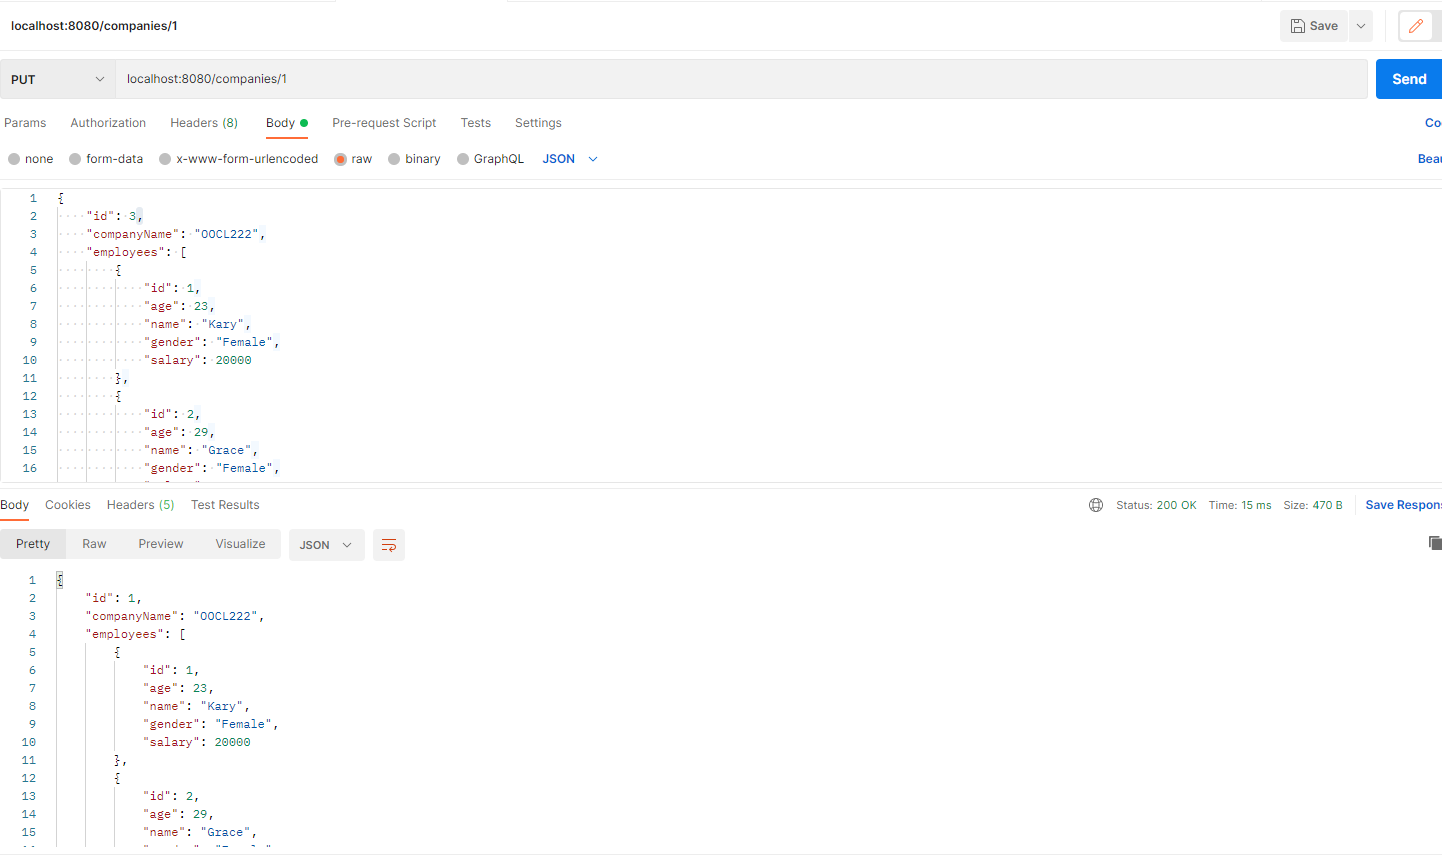 localhost:8080/companies/1
Save
PUT localhost:8080/companies/1 Send
Params Authorization Headers (8) Body Pre-request Script Tests Settings Co
none form-data x-www-form-urlencoded raw binary GraphQL JSON Beau
1 {
2 "id": 3,
3 "companyName": "OOCL222",
4 "employees": [
5 {
6 "id": 1,
7 "age": 23,
8 "name": "Kary",
9 "gender": "Female",
10 "salary": 20000
11 },
12 {
13 "id": 2,
14 "age": 29,
15 "name": "Grace",
16 "gender": "Female",
Body Cookies Headers (5) Test Results Status: 200 OK Time: 15 ms Size: 470 B Save Respons
Pretty Raw Preview Visualize JSON
1 {
2 "id": 1,
3 "companyName": "OOCL222",
4 "employees": [
5 {
6 "id": 1,
7 "age": 23,
8 "name": "Kary",
9 "gender": "Female",
10 "salary": 20000
11 },
12 {
13 "id": 2,
14 "age": 29,
15 "name": "Grace",